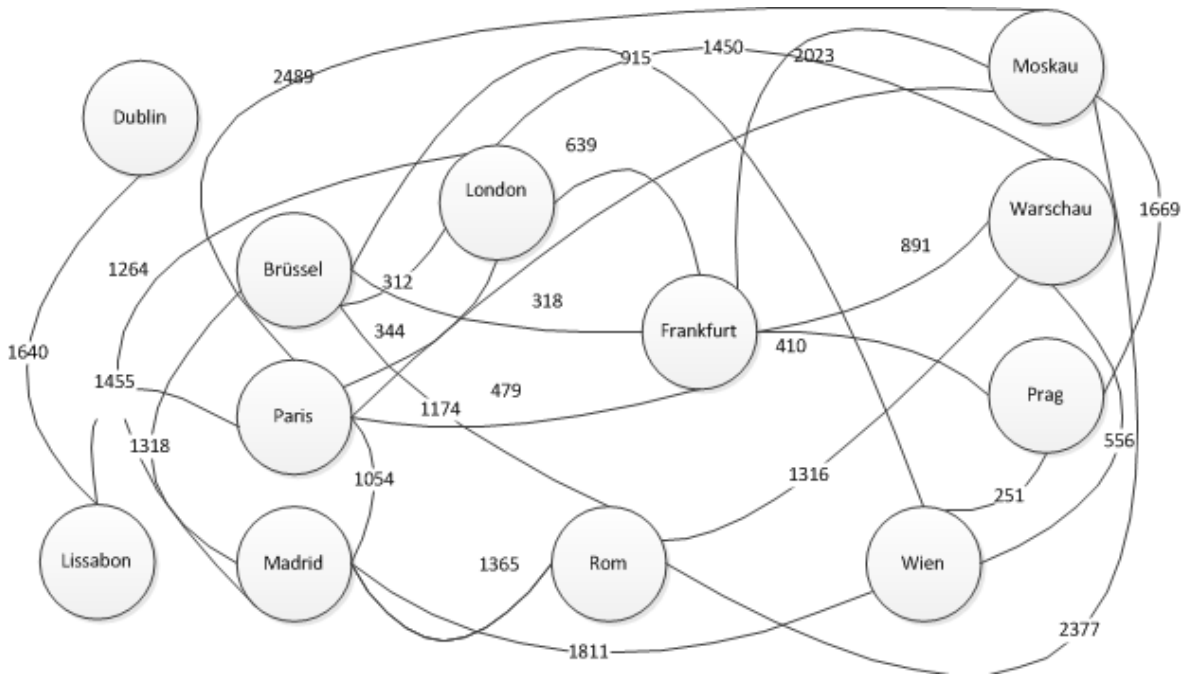 2489
915
1450
2023
Moskau
Dublin
639
London
Warschau
1669
1264
Brüssel
312
891
318
344
Frankfurt
410
1640
1455
479
1174
Paris
Prag
1318
1054
1316
556
251
Lissabon
Madrid
1365
Rom
Wien
1811
2377